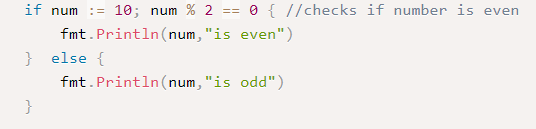 if num := 10; num % 2 == 0 { //checks if number is even
    fmt.Println(num,"is even")
}  else {
    fmt.Println(num,"is odd")
}